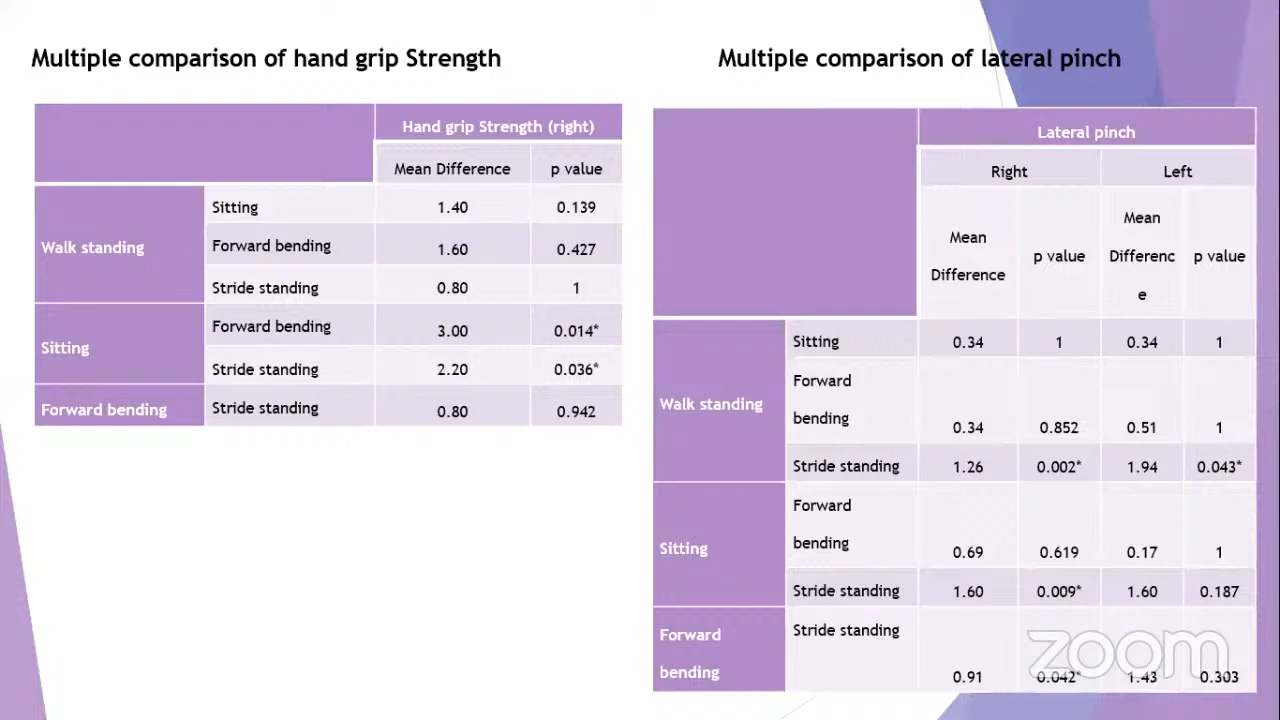 Multiple comparison of hand grip Strength
Hand grip Strength (right)
Mean Difference p value
Walk standing
Sitting 1.40 0.139
Forward bending 1.60 0.427
Stride standing 0.80 1
Sitting
Forward bending 3.00 0.014*
Stride standing 2.20 0.036*
Forward bending Stride standing 0.80 0.942
Multiple comparison of lateral pinch
Lateral pinch
Right Left
Mean
Difference
p value
Mean
Differenc
e
p value
Walk standing
Sitting 0.34 1 0.34 1
Forward
bending
0.34 0.852 0.51 1
Stride standing 1.26 0.002* 1.94 0.043*
Sitting
Forward
bending
0.69 0.619 0.17 1
Stride standing 1.60 0.009* 1.60 0.187
Forward
bending
Stride standing
0.91 0.042* 1.43 0.303
zoom